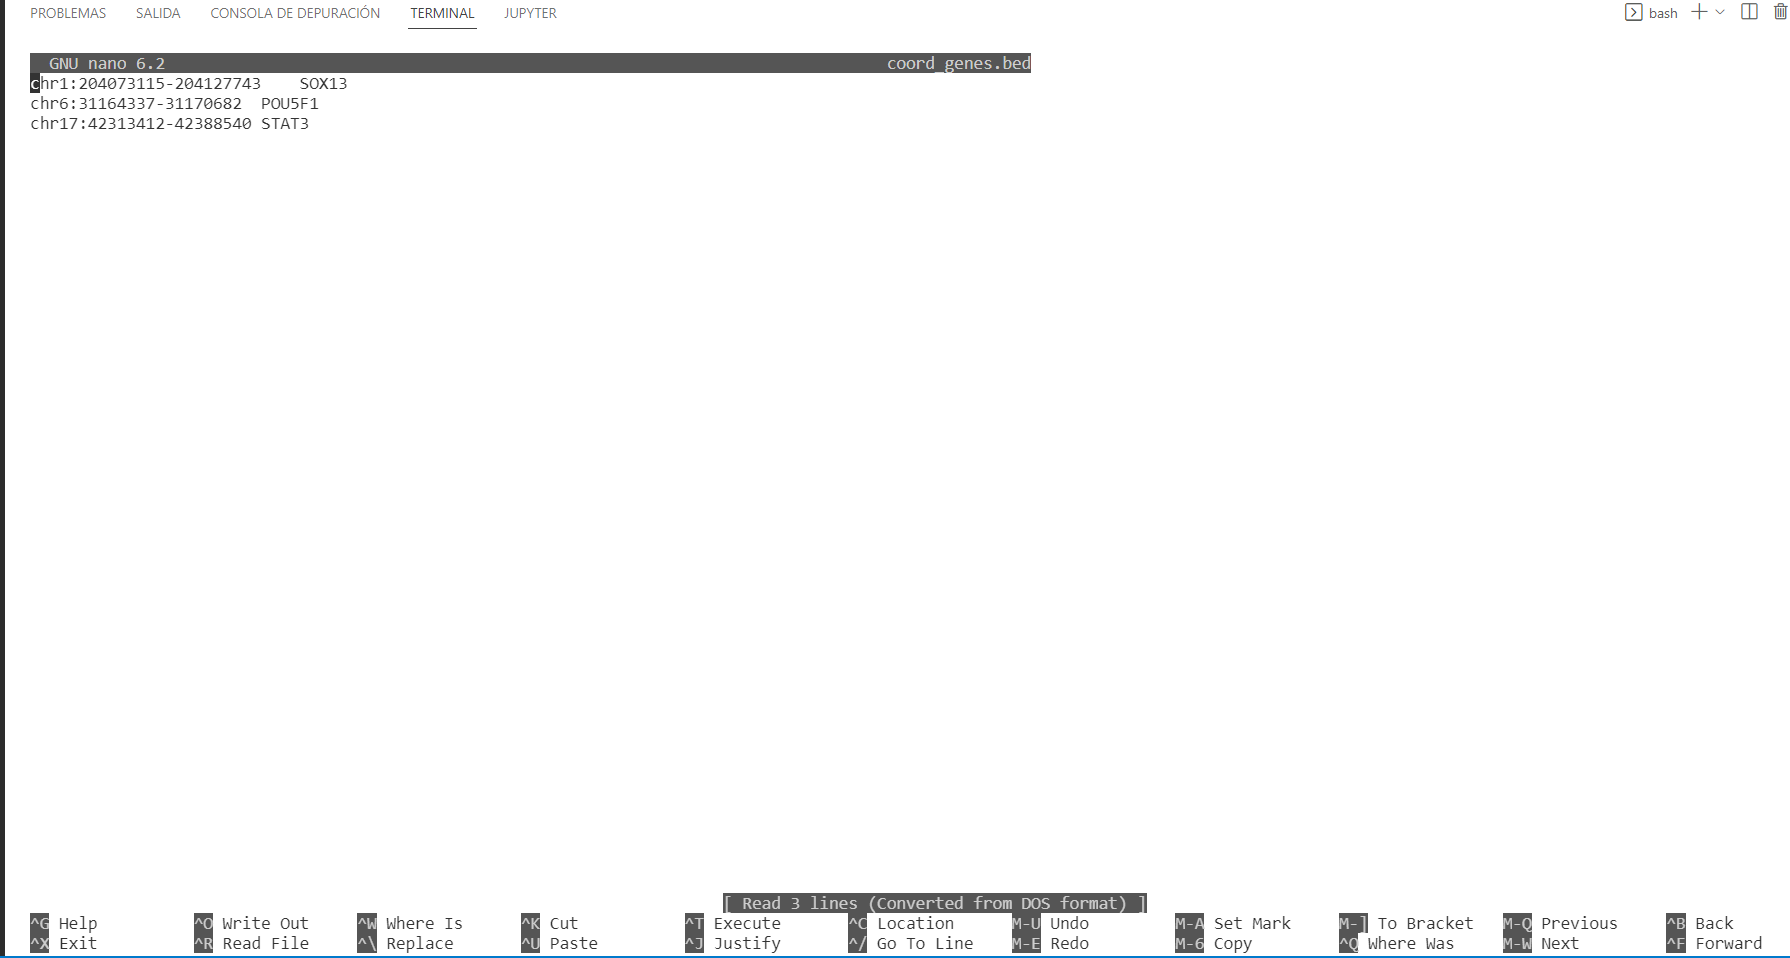 PROBLEMAS SALIDA CONSOLA DE DEPURACIÓN TERMINAL JUPYTER bash
GNU nano 6.2 coord_genes.bed
chr1:204073115-204127743 SOX13
chr6:31164337-31170682 POU5F1
chr17:42313412-42388540 STAT3
[ Read 3 lines (Converted from DOS format) ]
^G Help ^O Write Out ^W Where Is ^K Cut ^T Execute ^C Location M-U Undo M-A Set Mark M-] To Bracket M-Q Previous ^B Back
^X Exit ^R Read File ^\ Replace ^U Paste ^J Justify ^/ Go To Line M-E Redo M-6 Copy ^Q Where Was M-W Next ^F Forward